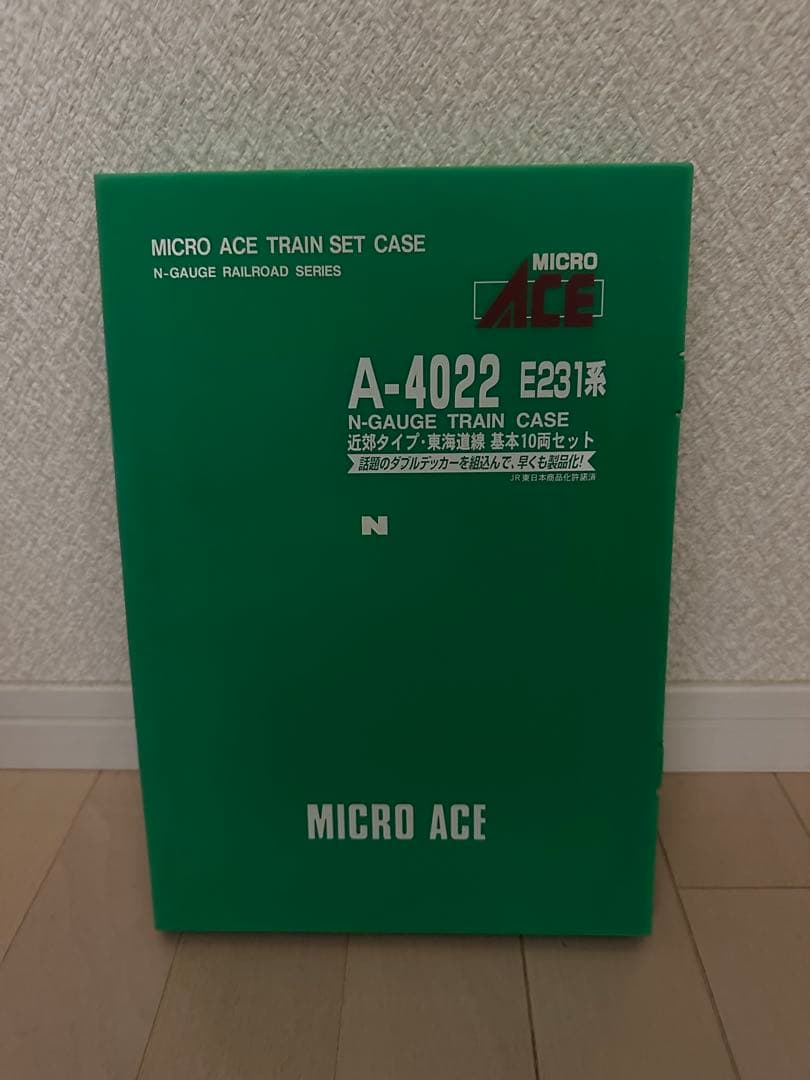 MICRO ACE TRAIN SET CASE
N-GAUGE RAILROAD SERIES
MICRO
ACE
A-4022 E231系
N-GAUGE TRAIN CASE
近郊タイプ・東海道線 基本10両セット
話題のダブルデッカーを組込んで、早くも製品化!
JR東日本商品化許諾済
N
MICRO ACE